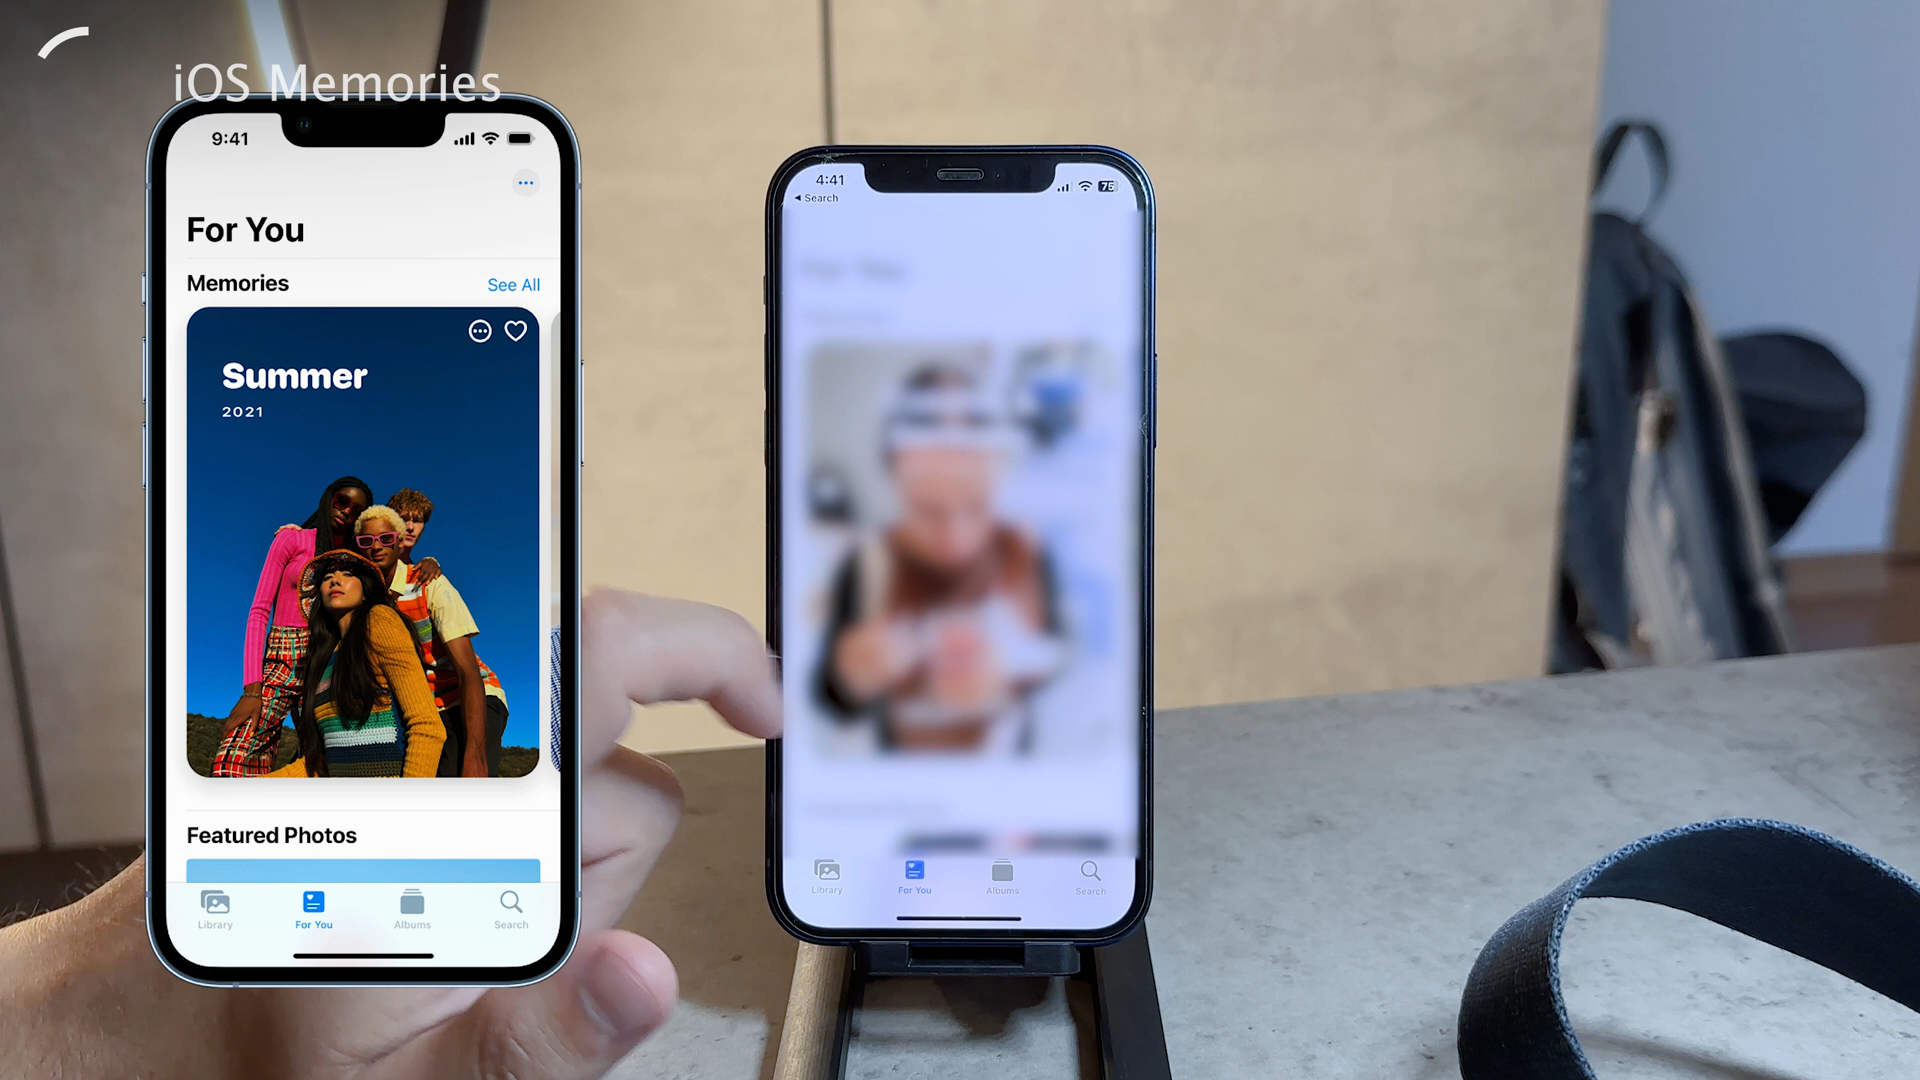 iOS Memories
9:41
For You
Memories
See All
Summer
2021
Featured Photos
Library
For You
Albums
Search
4:41
75
◂ Search
Library
For You
Albums
Search